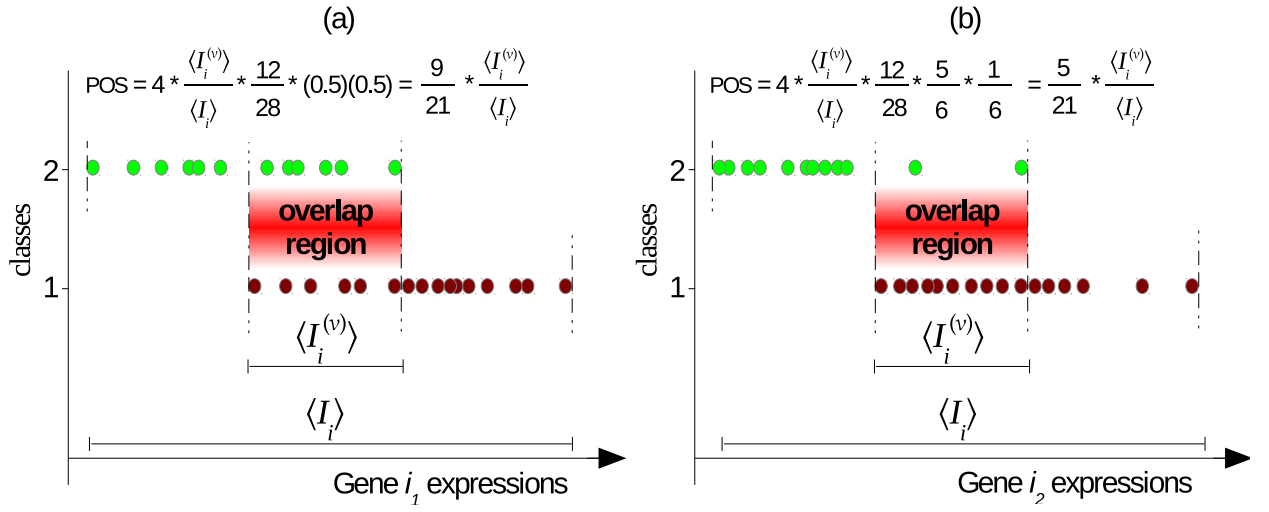 (a)
POS = 4 * ⟨I_i^(v)⟩/⟨I_i⟩ * 12/28 * (0.5)(0.5) = 9/21 * ⟨I_i^(v)⟩/⟨I_i⟩
classes
2
overlap
region
1
⟨I_i^(v)⟩
⟨I_i⟩
Gene i_1 expressions
(b)
POS = 4 * ⟨I_i^(v)⟩/⟨I_i⟩ * 12/28 * 5/6 * 1/6 = 5/21 * ⟨I_i^(v)⟩/⟨I_i⟩
classes
2
overlap
region
1
⟨I_i^(v)⟩
⟨I_i⟩
Gene i_2 expressions